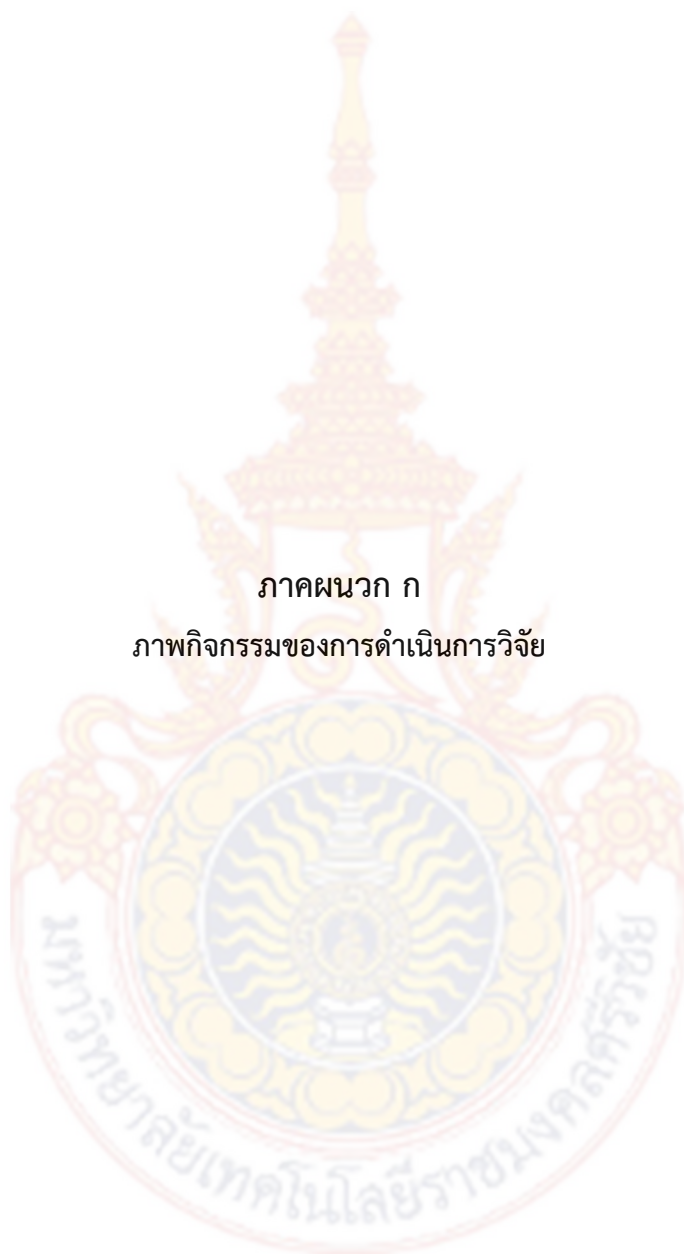 ภาคผนวก ก
ภาพกิจกรรมของการดำเนินการวิจัย
มหาวิทยาลัยเทคโนโลยีราชมงคลศรีวิชัย